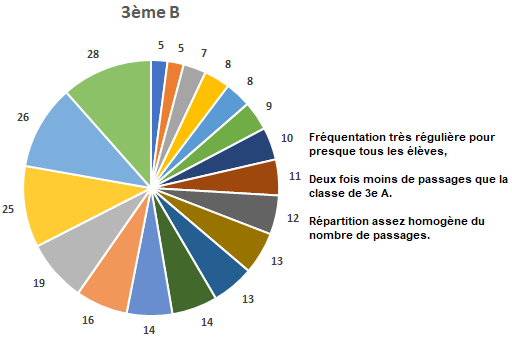 3ème B
5
5
7
8
8
9
10
11
12
13
13
14
14
16
19
25
26
28
Fréquentation très régulière pour
presque tous les élèves,
Deux fois moins de passages que la
classe de 3e A.
Répartition assez homogène du
nombre de passages.